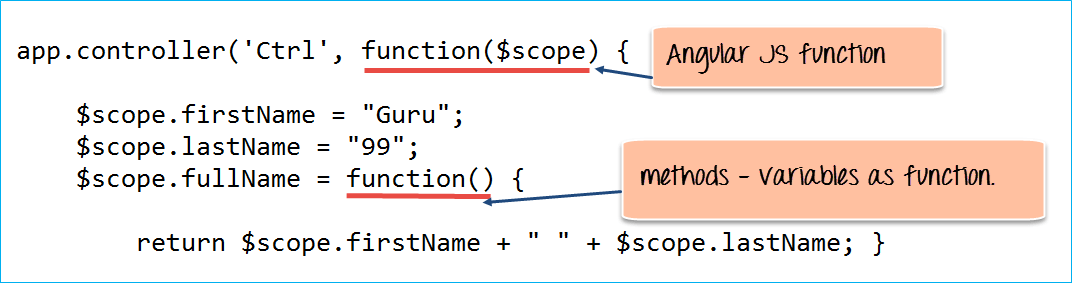 app.controller('Ctrl', function($scope) {
Angular JS function
$scope.firstName = "Guru";
$scope.lastName = "99";
$scope.fullName = function() {
methods - variables as function.
return $scope.firstName + " " + $scope.lastName; }